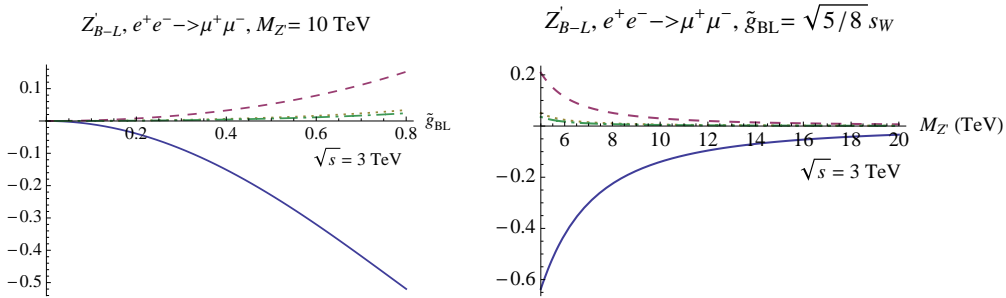 Z'_{B−L}, e⁺e⁻−>μ⁺μ⁻, M_{Z'}= 10 TeV
0.1
−0.1
−0.2
−0.3
−0.4
−0.5
0.2 0.4 0.6 0.8 g̃_{BL}
√s = 3 TeV
Z'_{B−L}, e⁺e⁻−>μ⁺μ⁻, g̃_{BL}= √5/8 s_W
0.2
−0.2
−0.4
−0.6
6 8 10 12 14 16 18 20 M_{Z'} (TeV)
√s = 3 TeV